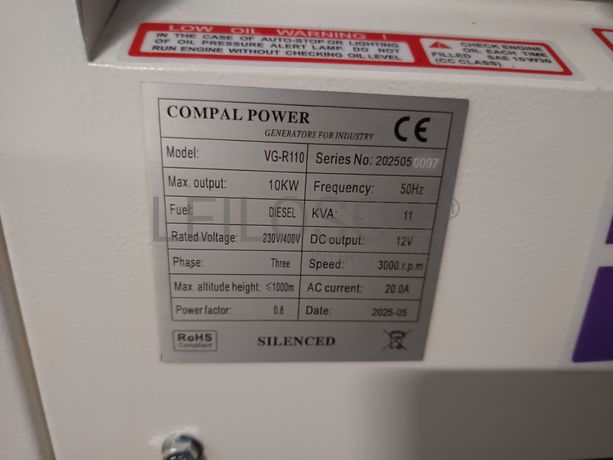 LOW OIL WARNING !
IN THE CASE OF AUTO-STOP OR LIGHTING
OF OIL PRESSURE ALERT LAMP. DO NOT
RUN ENGINE WITHOUT CHECKING OIL LEVEL
CHECK ENGINE
OIL EACH TIME
FILLED SAE 10W30
(CC CLASS)
COMPAL POWER
GENERATORS FOR INDUSTRY
CE
Model: VG-R110 Series No: 2025050097
Max. output: 10KW Frequency: 50Hz
Fuel: DIESEL KVA: 11
Rated Voltage: 230V/400V DC output: 12V
Phase: Three Speed: 3000.r.p.m
Max. altitude height: ≤1000m AC current: 20.0A
Power factor: 0.8 Date: 2025-05
RoHS
Compliant
SILENCED